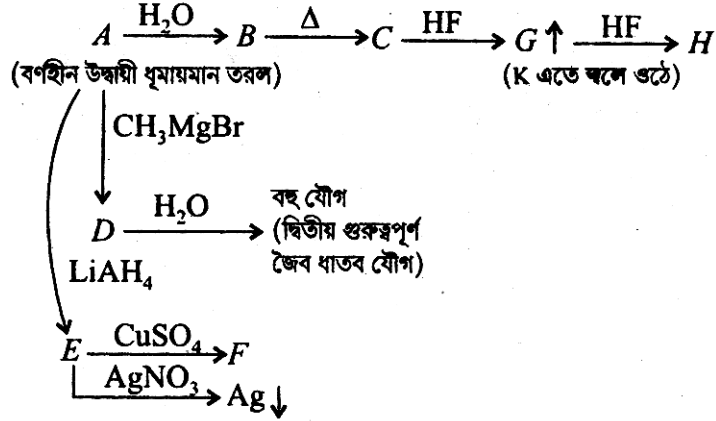 A H₂O B Δ C HF G↑ HF H
(বর্ণহীন উদ্বায়ী ধূমায়মান তরল) (K এতে জ্বলে ওঠে)
CH₃MgBr
D H₂O বহু যৌগ
(দ্বিতীয় গুরুত্বপূর্ণ
জৈব ধাতব যৌগ)
LiAH₄
E CuSO₄ F
AgNO₃ Ag↓